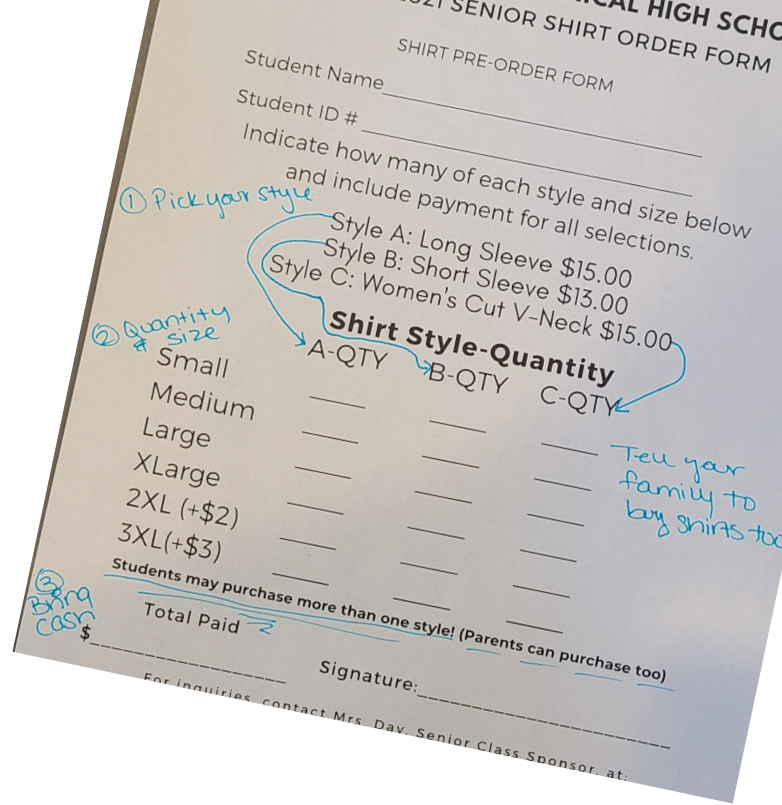 HIGH SCHO
SENIOR SHIRT ORDER FORM
SHIRT PRE-ORDER FORM
Student Name
Student ID #
Indicate how many of each style and size below
and include payment for all selections.
① Pick your style
Style A: Long Sleeve $15.00
Style B: Short Sleeve $13.00
Style C: Women's Cut V-Neck $15.00
Shirt Style-Quantity
② Quantity
& size
A-QTY B-QTY C-QTY
Small
Medium
Large
XLarge
2XL (+$2)
3XL(+$3)
Tell your
family to
buy shirts too
Students may purchase more than one style! (Parents can purchase too)
③
Bring
cash
Total Paid
$
Signature:
For inquiries, contact Mrs. Day, Senior Class Sponsor, at: